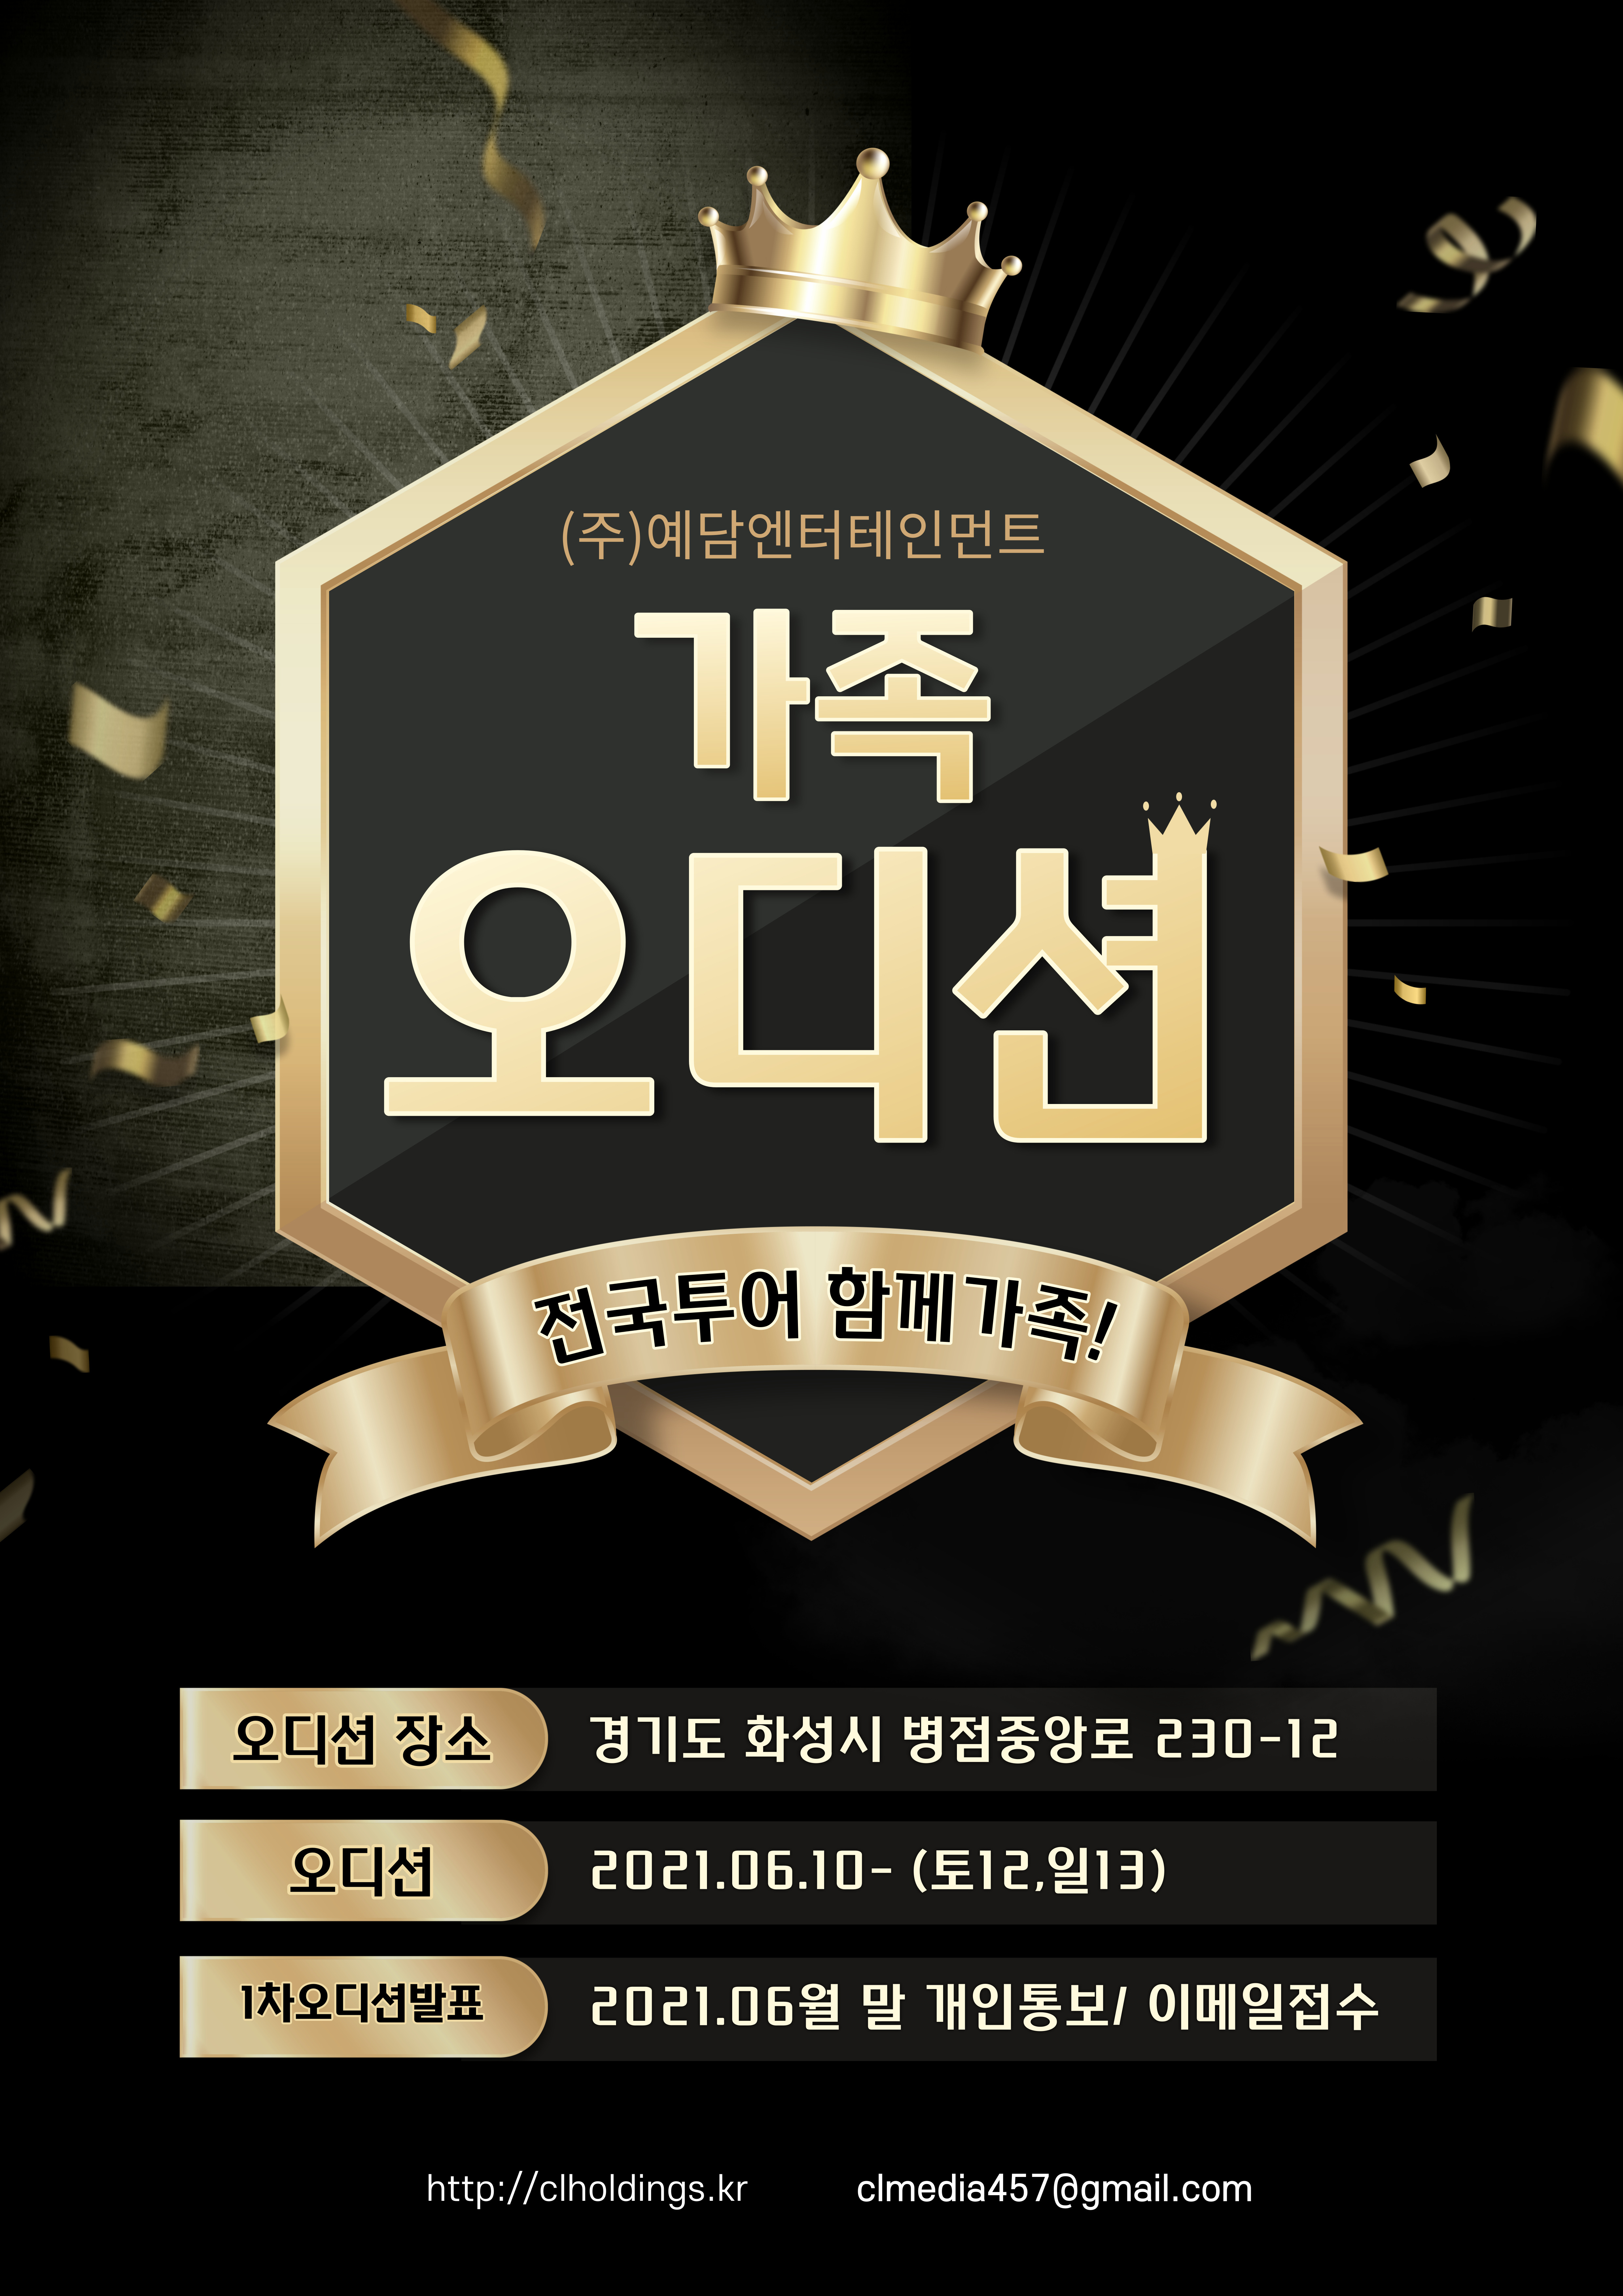 (주)예담엔터테인먼트
가족
오디션
전국투어 함께가족!
오디션 장소
경기도 화성시 병점중앙로 230-12
오디션
2021.06.10- (토12,일13)
1차오디션발표
2021.06월 말 개인통보/ 이메일접수
http://clholdings.kr
clmedia457@gmail.com